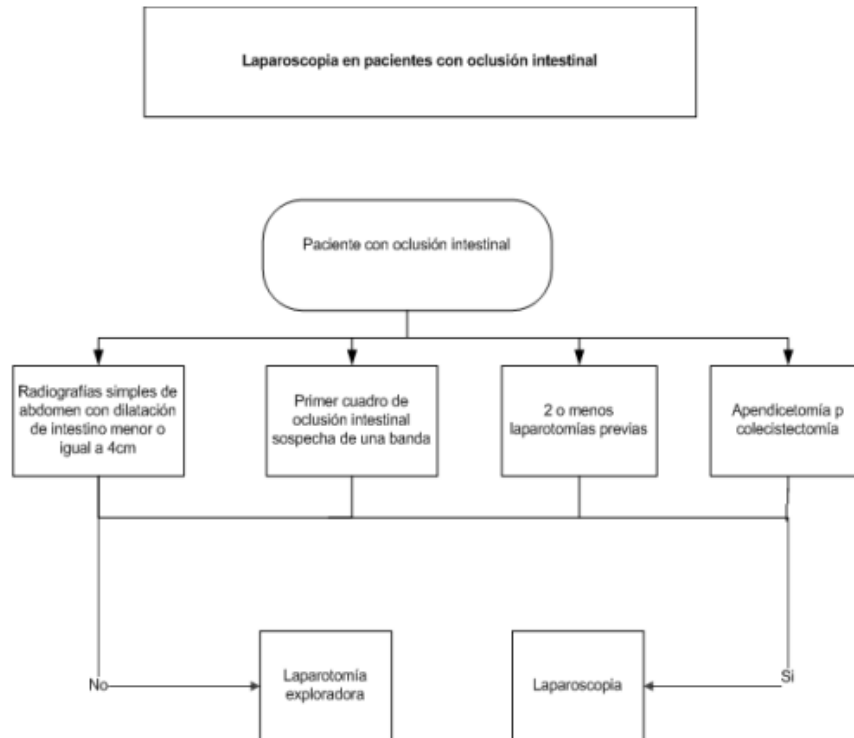 Laparoscopia en pacientes con oclusión intestinal
Paciente con oclusión intestinal
Radiografías simples de
abdomen con dilatación
de intestino menor o
igual a 4cm
Primer cuadro de
oclusión intestinal
sospecha de una banda
2 o menos
laparotomías previas
Apendicetomía p
colecistectomía
No
Laparotomía
exploradora
Laparoscopia
Si